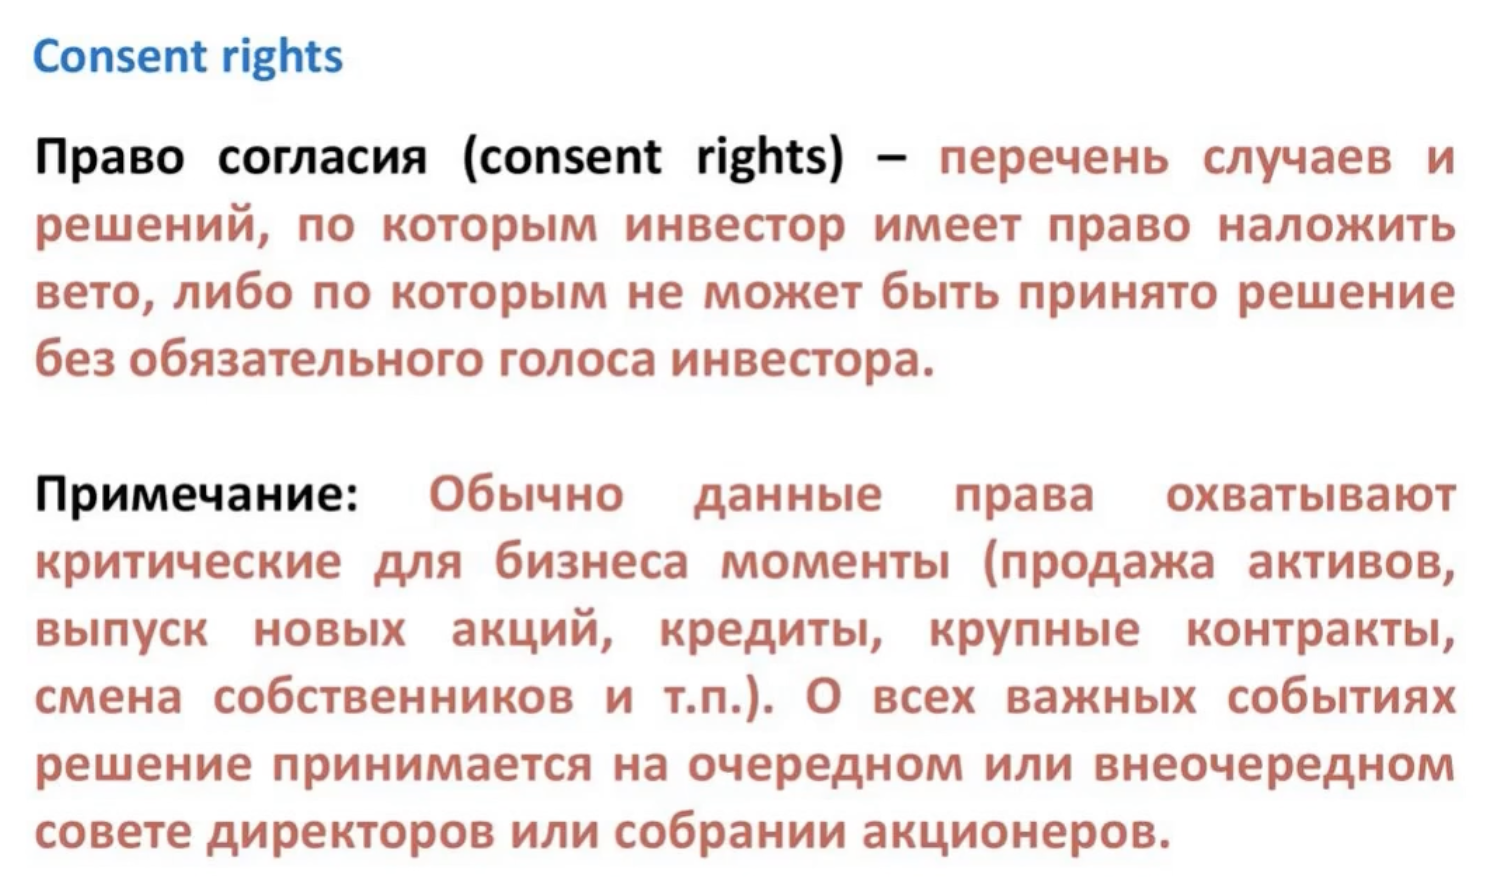 Consent rights
Право согласия (consent rights) – перечень случаев и
решений, по которым инвестор имеет право наложить
вето, либо по которым не может быть принято решение
без обязательного голоса инвестора.
Примечание: Обычно данные права охватывают
критические для бизнеса моменты (продажа активов,
выпуск новых акций, кредиты, крупные контракты,
смена собственников и т.п.). О всех важных событиях
решение принимается на очередном или внеочередном
совете директоров или собрании акционеров.